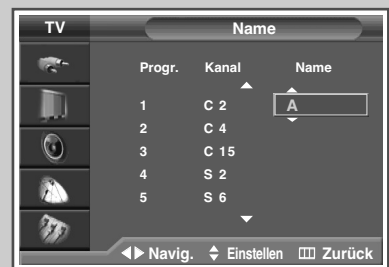 TV Name
Progr. Kanal Name
1 C 2 A
2 C 4
3 C 15
4 S 2
5 S 6
Navig. Einstellen Zurück